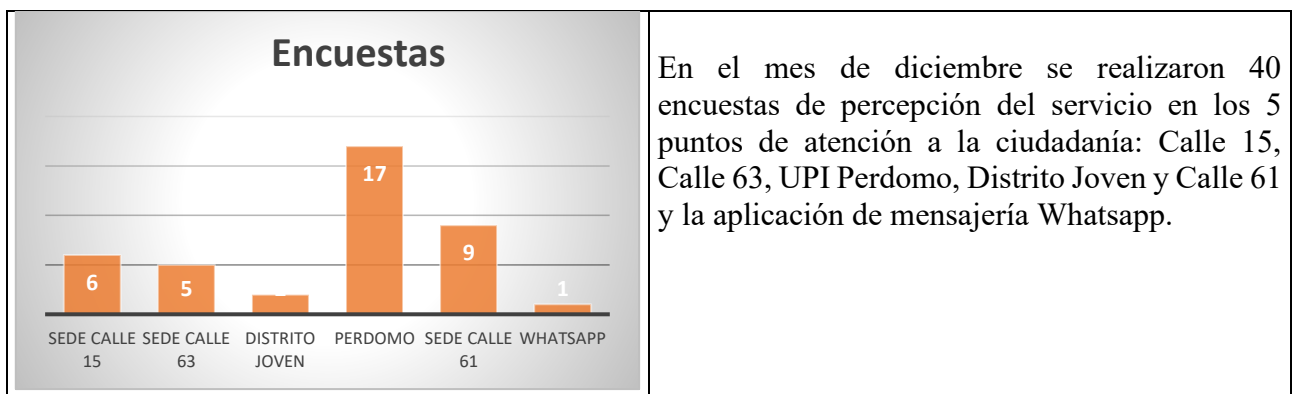 Encuestas
17
9
6
5
1
SEDE CALLE 15
SEDE CALLE 63
DISTRITO JOVEN
PERDOMO
SEDE CALLE 61
WHATSAPP
En el mes de diciembre se realizaron 40
encuestas de percepción del servicio en los 5
puntos de atención a la ciudadanía: Calle 15,
Calle 63, UPI Perdomo, Distrito Joven y Calle 61
y la aplicación de mensajería Whatsapp.